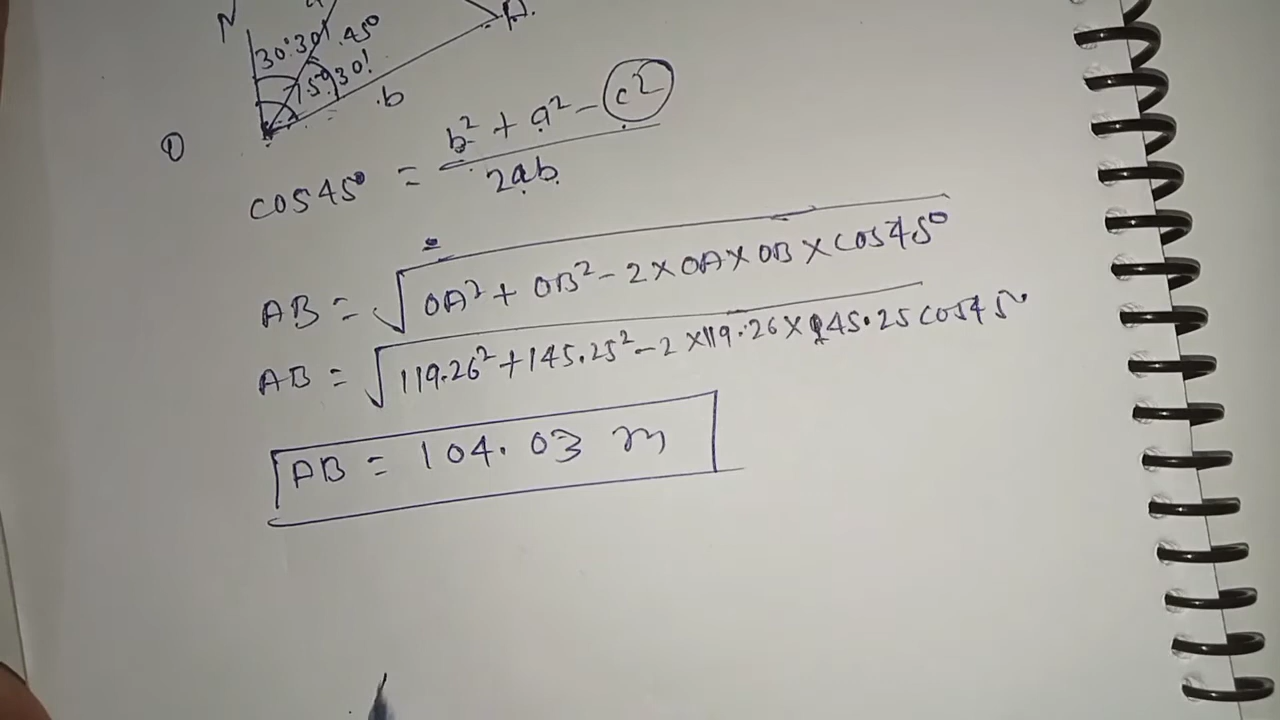 N
30°30' 45°
75°30'
.b
①
cos45° = b² + a² - c² / 2ab
AB = √OA² + OB² - 2 × OA × OB × cos45°
AB = √119.26² + 145.25² - 2 × 119.26 × 145.25 cos45°
AB = 104.03 m